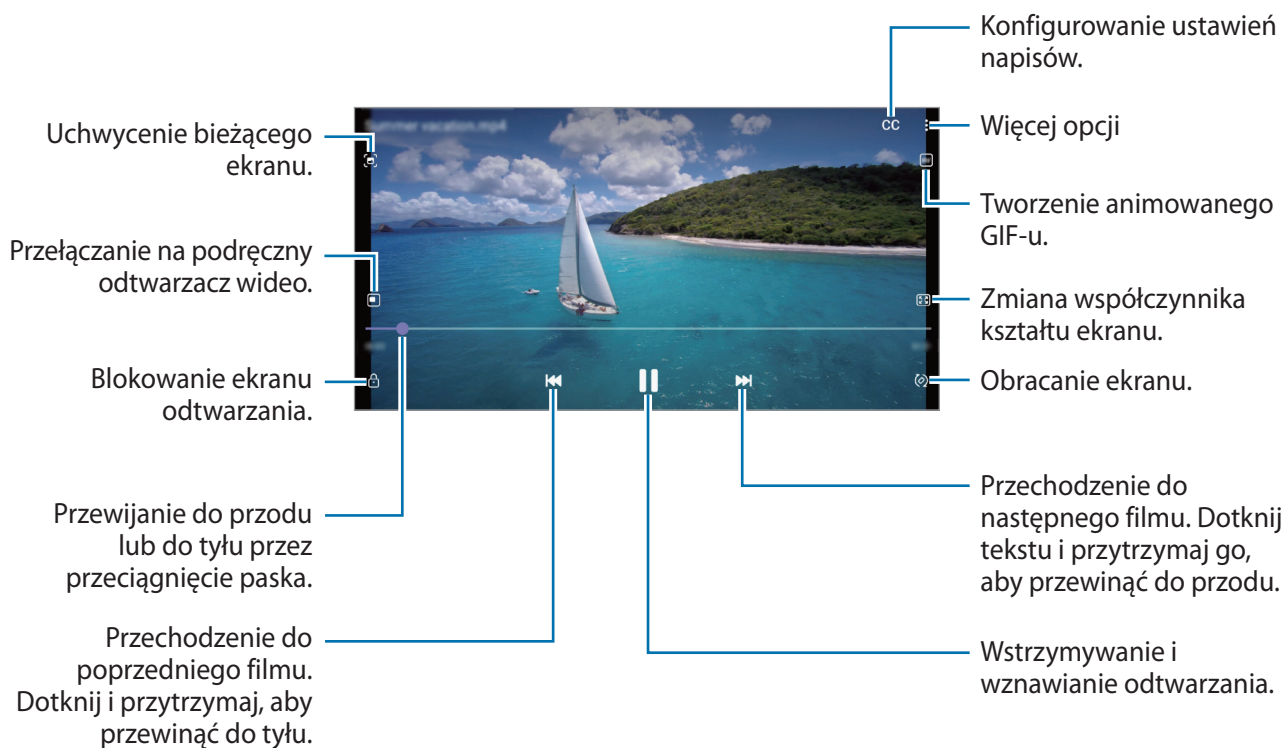 Konfigurowanie ustawień
napisów.
Uchwycenie bieżącego
ekranu.
CC
Więcej opcji
Tworzenie animowanego
GIF-u.
Przełączanie na podręczny
odtwarzacz wideo.
Zmiana współczynnika
kształtu ekranu.
Blokowanie ekranu
odtwarzania.
Obracanie ekranu.
Przewijanie do przodu
lub do tyłu przez
przeciągnięcie paska.
Przechodzenie do
następnego filmu. Dotknij
tekstu i przytrzymaj go,
aby przewinąć do przodu.
Przechodzenie do
poprzedniego filmu.
Dotknij i przytrzymaj, aby
przewinąć do tyłu.
Wstrzymywanie i
wznawianie odtwarzania.